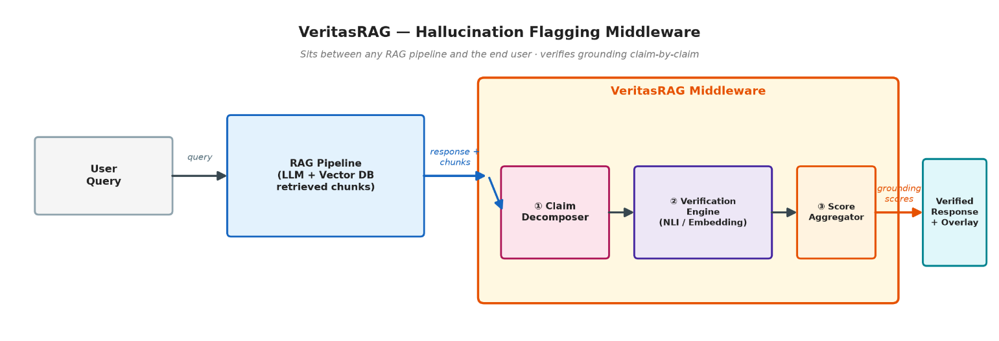 VeritasRAG — Hallucination Flagging Middleware
Sits between any RAG pipeline and the end user · verifies grounding claim-by-claim
VeritasRAG Middleware
User
Query
query
RAG Pipeline
(LLM + Vector DB
retrieved chunks)
response +
chunks
① Claim
Decomposer
② Verification
Engine
(NLI / Embedding)
③ Score
Aggregator
grounding
scores
Verified
Response
+ Overlay